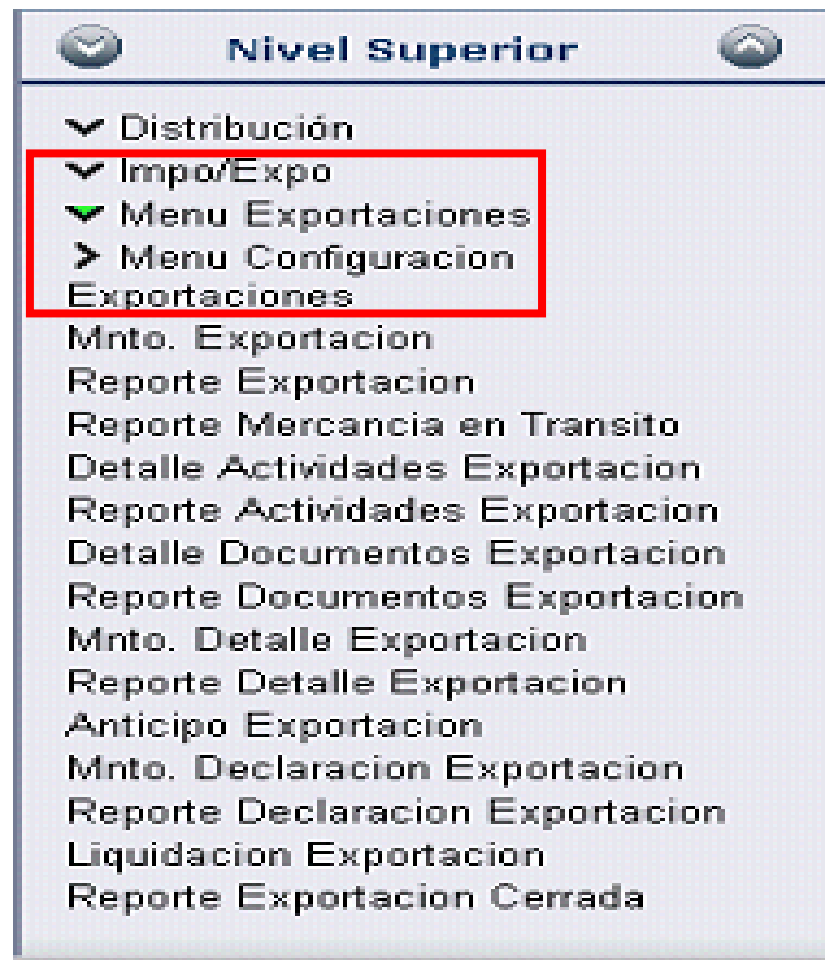 Nivel Superior
Distribución
Impo/Expo
Menu Exportaciones
Menu Configuracion
Exportaciones
Mnto. Exportacion
Reporte Exportacion
Reporte Mercancia en Transito
Detalle Actividades Exportacion
Reporte Actividades Exportacion
Detalle Documentos Exportacion
Reporte Documentos Exportacion
Mnto. Detalle Exportacion
Reporte Detalle Exportacion
Anticipo Exportacion
Mnto. Declaracion Exportacion
Reporte Declaracion Exportacion
Liquidacion Exportacion
Reporte Exportacion Cerrada